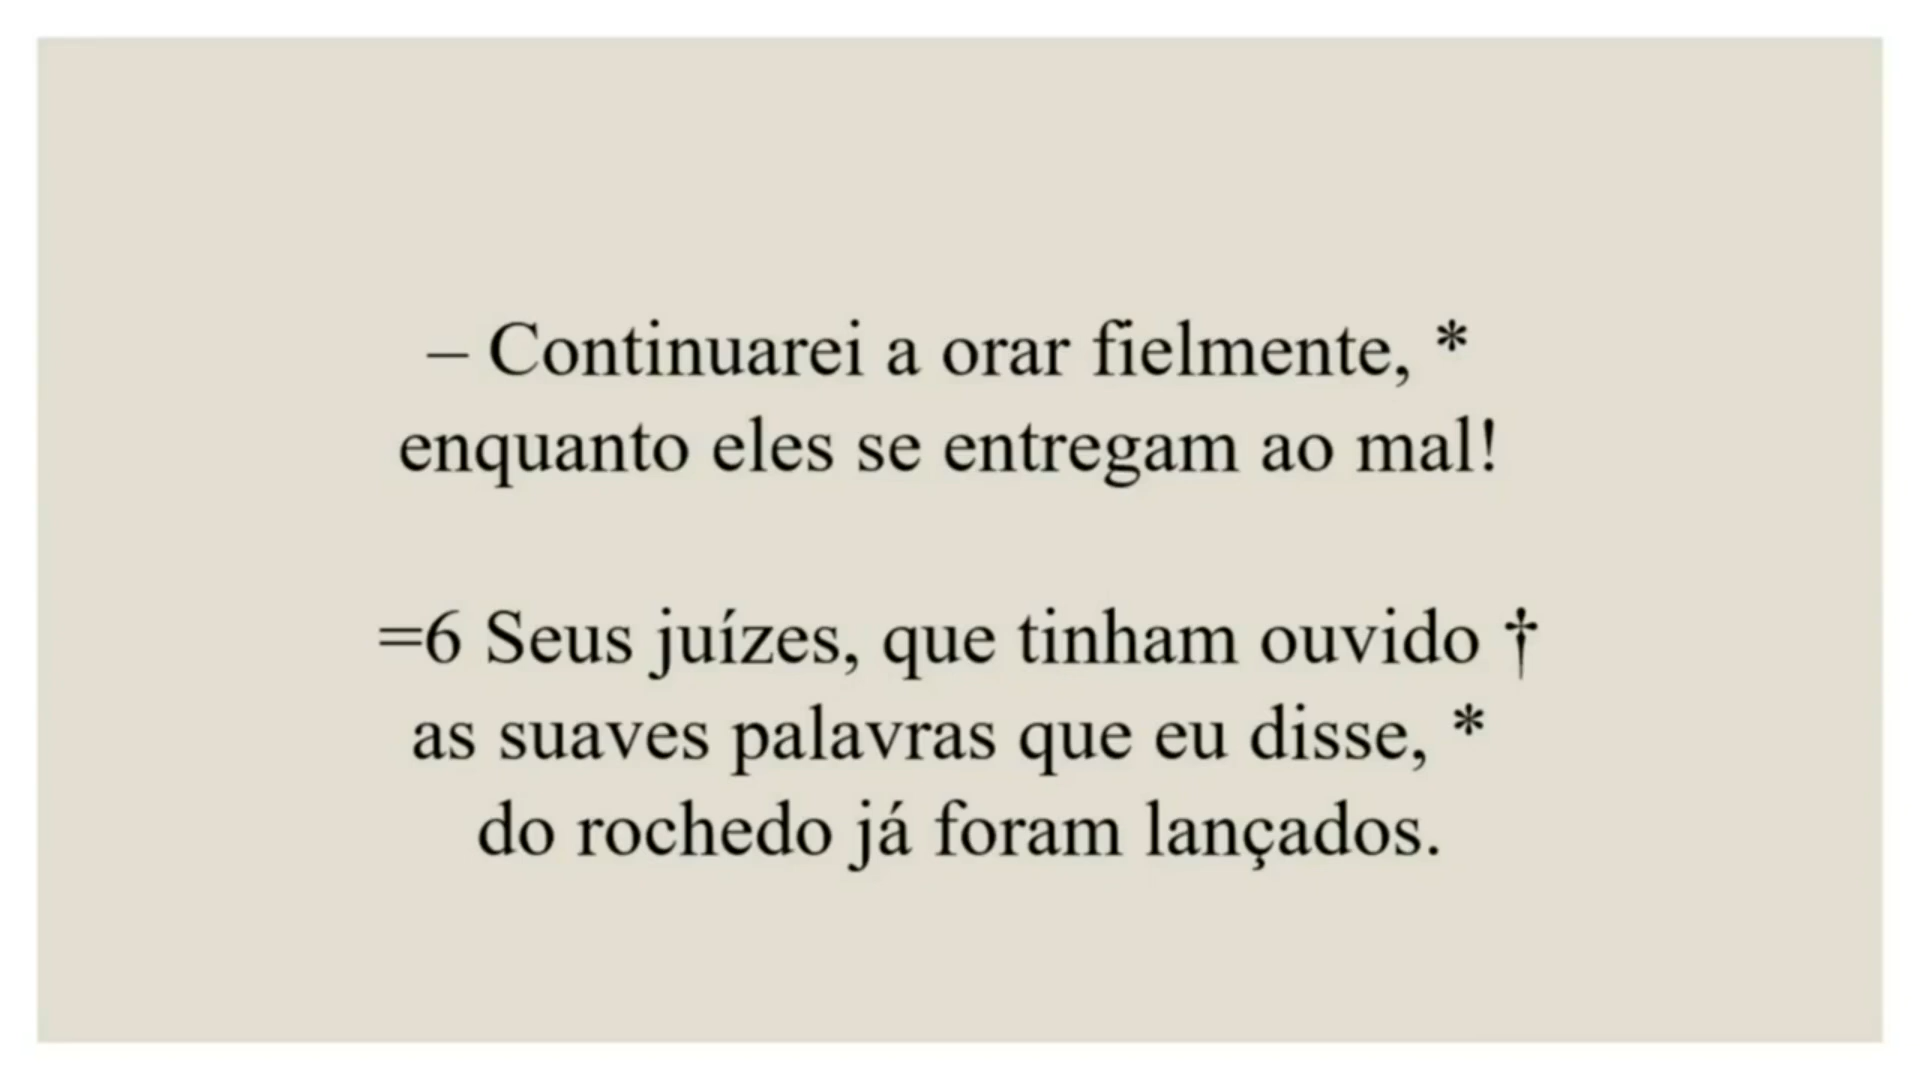 – Continuarei a orar fielmente, *
enquanto eles se entregam ao mal!
=6 Seus juízes, que tinham ouvido †
as suaves palavras que eu disse, *
do rochedo já foram lançados.